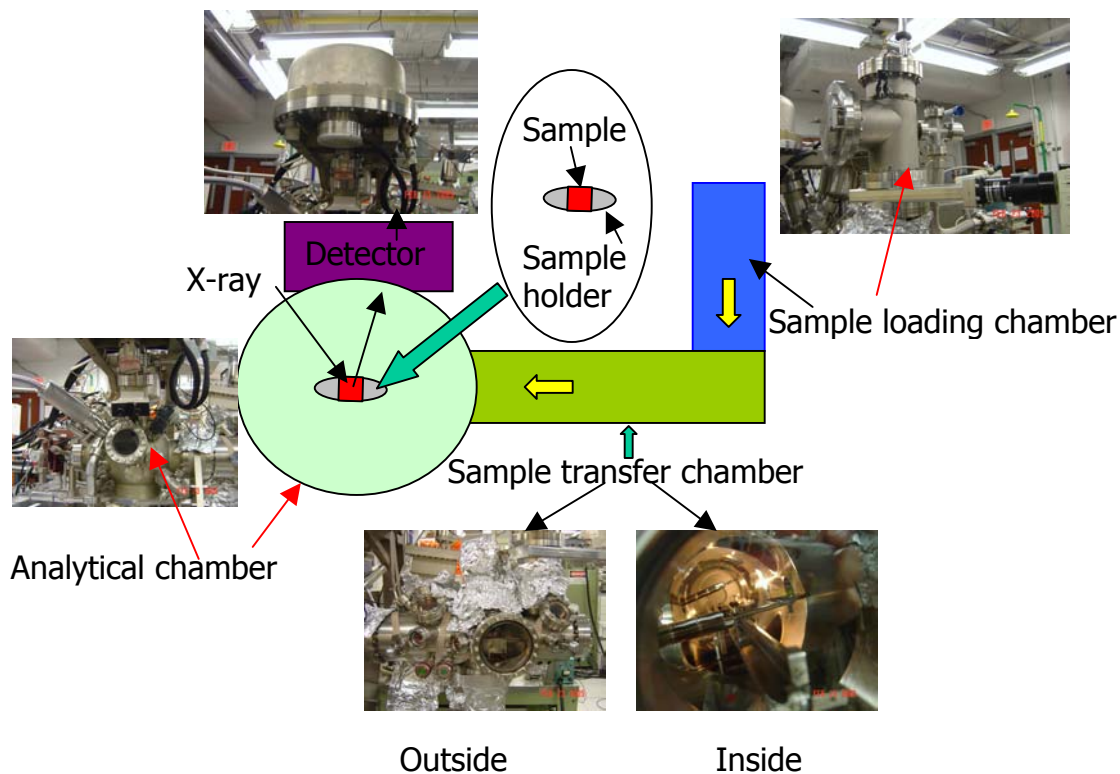 Sample
Detector
Sample
holder
X-ray
Sample loading chamber
Sample transfer chamber
Analytical chamber
Outside
Inside